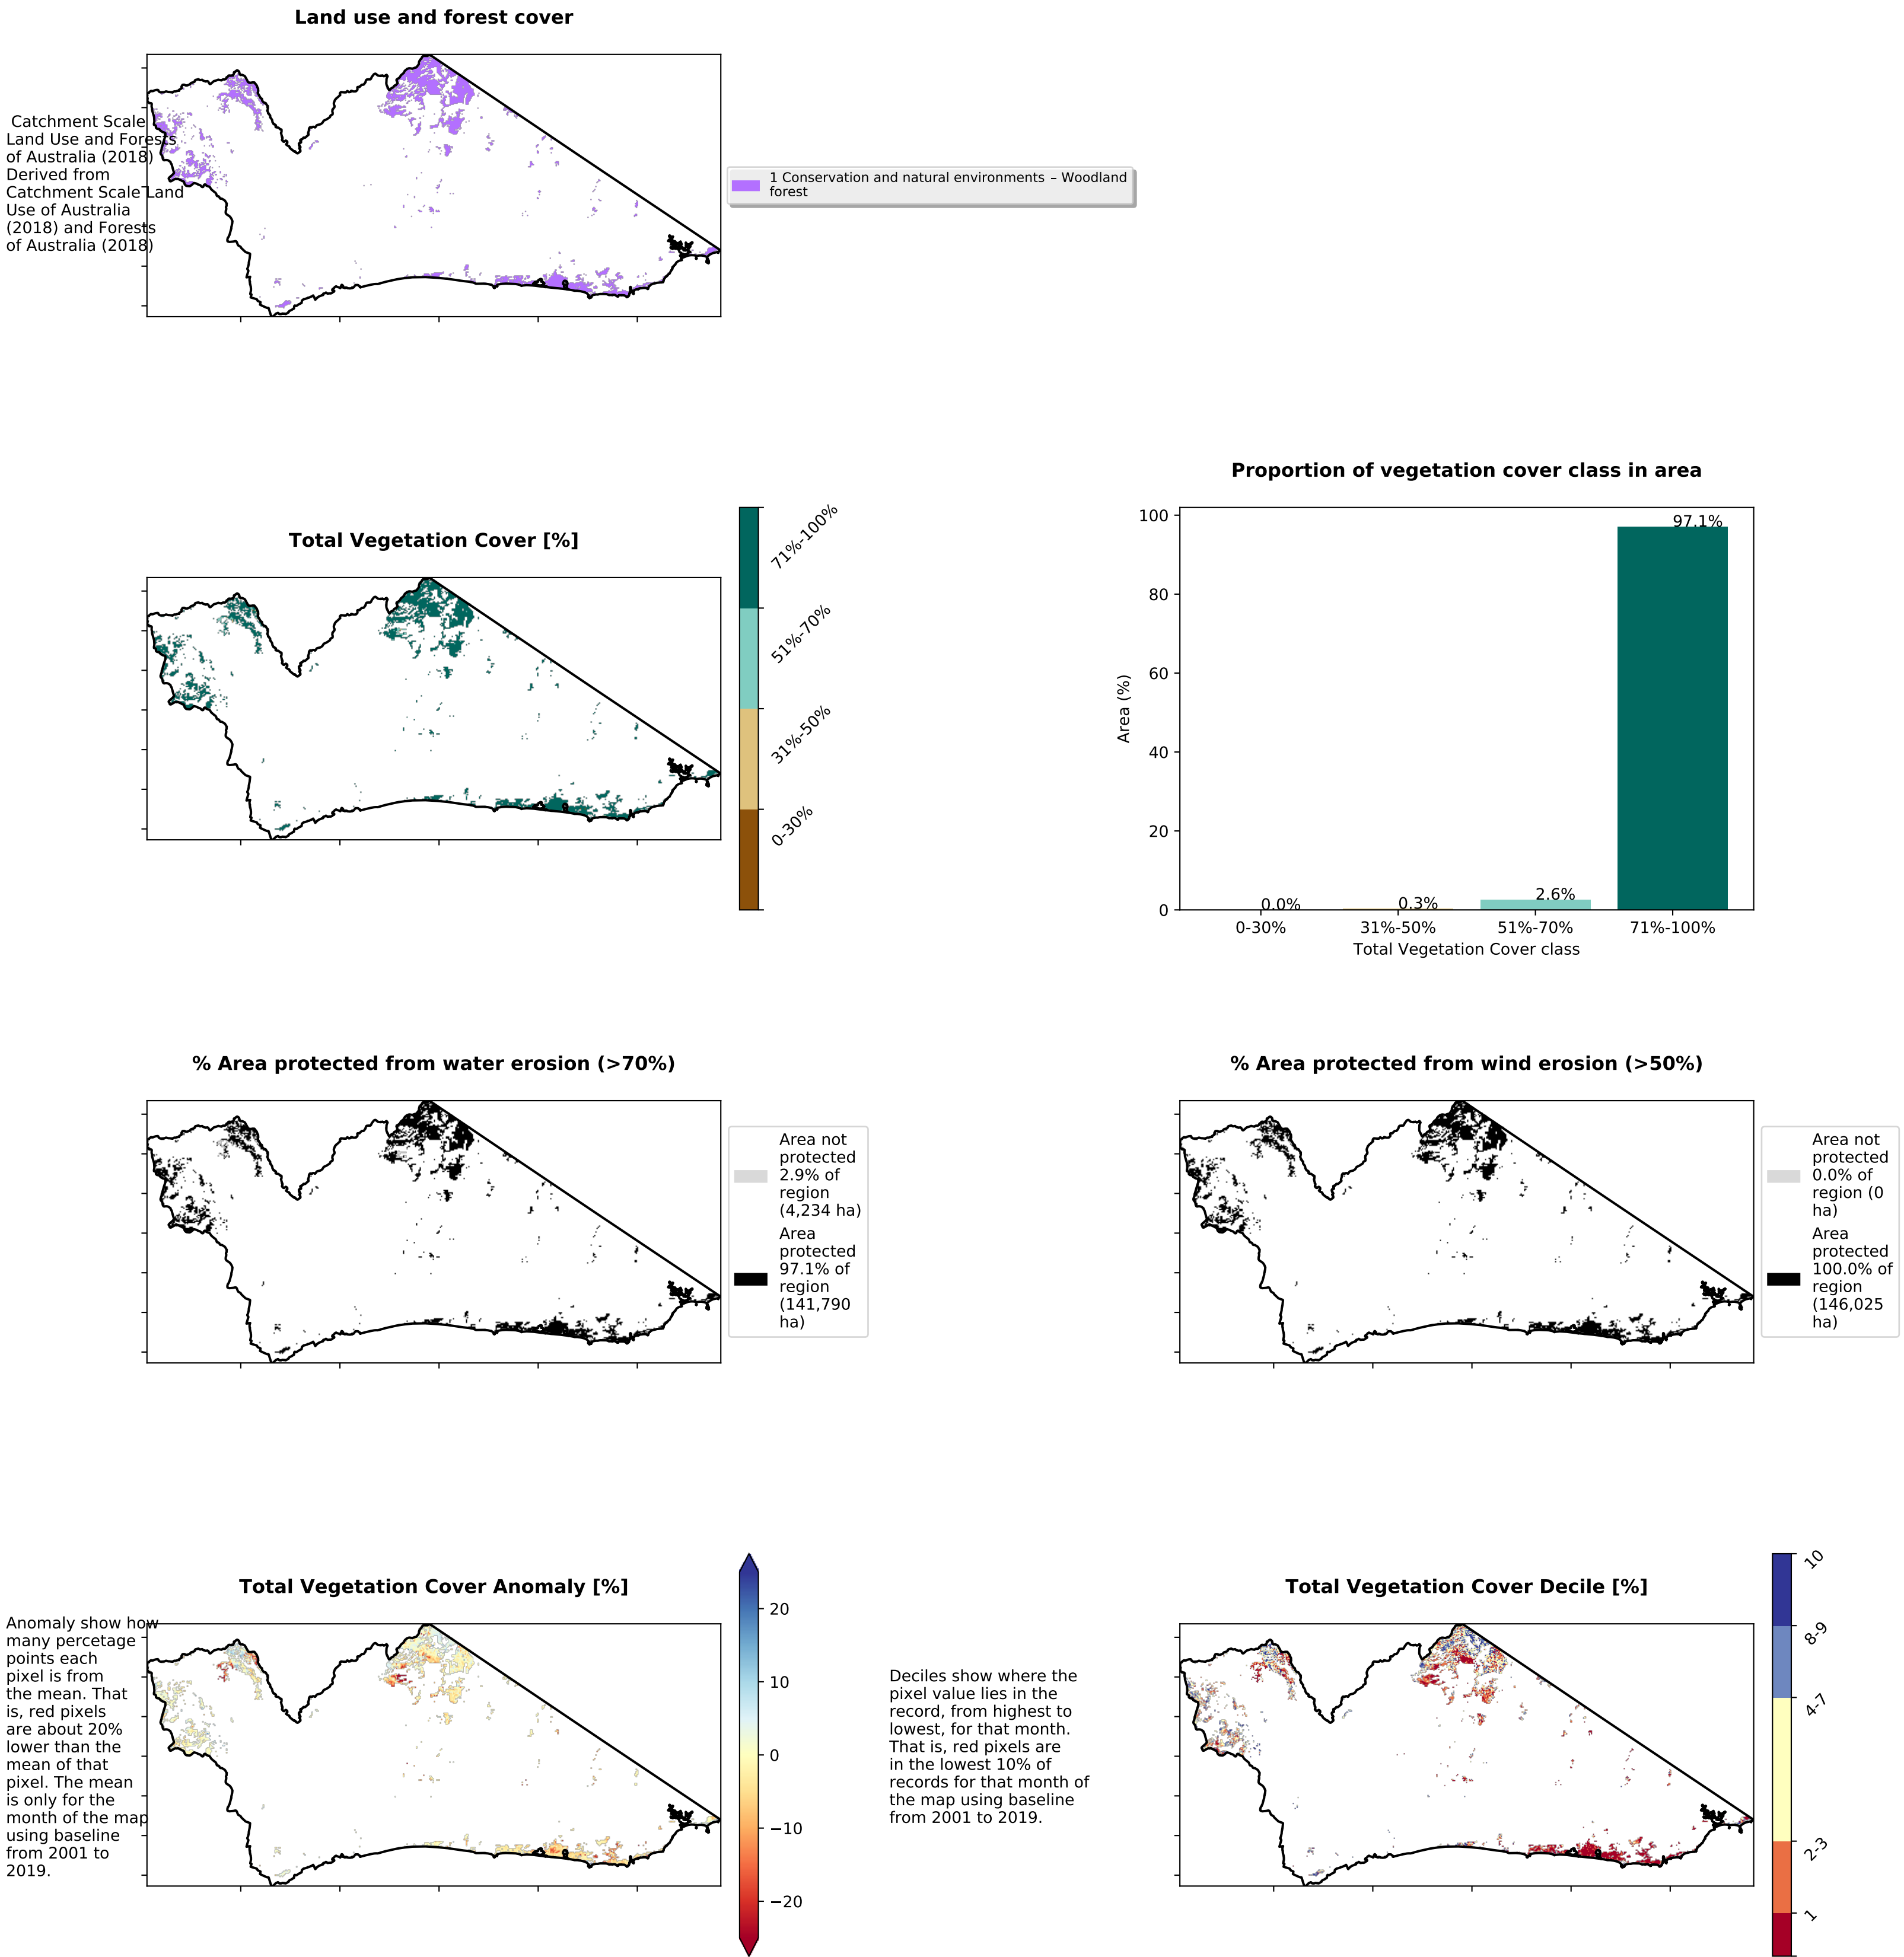 Land use and forest cover
Catchment Scale
Land Use and Forests
of Australia (2018)
Derived from
Catchment Scale Land
Use of Australia
(2018) and Forests
of Australia (2018)
1 Conservation and natural environments – Woodland
forest
Total Vegetation Cover [%]
71%-100%
51%-70%
31%-50%
0-30%
Proportion of vegetation cover class in area
Area (%)
100
80
60
40
20
0
0.0%
0.3%
2.6%
97.1%
0-30%
31%-50%
51%-70%
71%-100%
Total Vegetation Cover class
% Area protected from water erosion (>70%)
Area not
protected
2.9% of
region
(4,234 ha)
Area
protected
97.1% of
region
(141,790
ha)
% Area protected from wind erosion (>50%)
Area not
protected
0.0% of
region (0
ha)
Area
protected
100.0% of
region
(146,025
ha)
Total Vegetation Cover Anomaly [%]
Anomaly show how
many percetage
points each
pixel is from
the mean. That
is, red pixels
are about 20%
lower than the
mean of that
pixel. The mean
is only for the
month of the map
using baseline
from 2001 to
2019.
20
10
0
−10
−20
Total Vegetation Cover Decile [%]
Deciles show where the
pixel value lies in the
record, from highest to
lowest, for that month.
That is, red pixels are
in the lowest 10% of
records for that month of
the map using baseline
from 2001 to 2019.
10
8-9
4-7
2-3
1